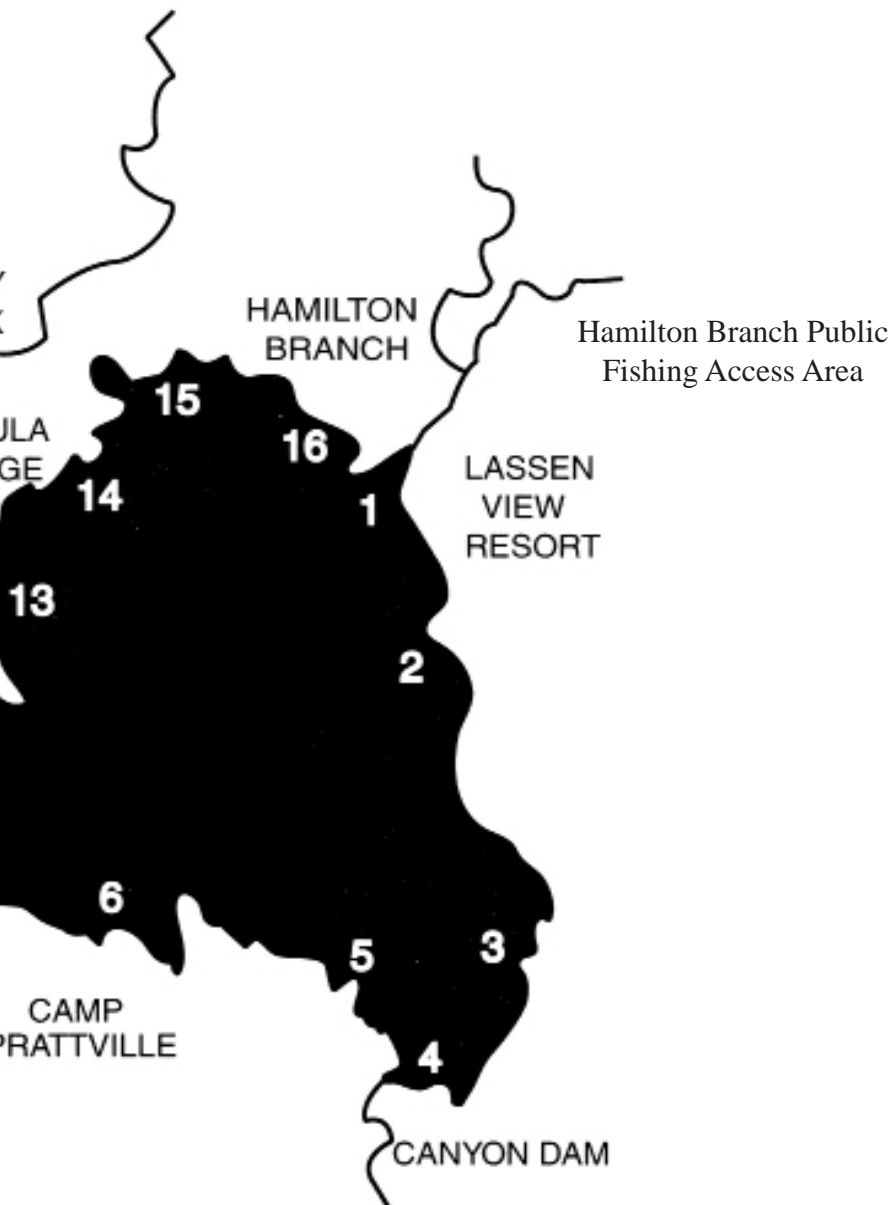 HAMILTON
BRANCH
Hamilton Branch Public
Fishing Access Area
15
16
14
1
LASSEN
VIEW
RESORT
13
2
6
5
3
CAMP
PRATTVILLE
4
CANYON DAM